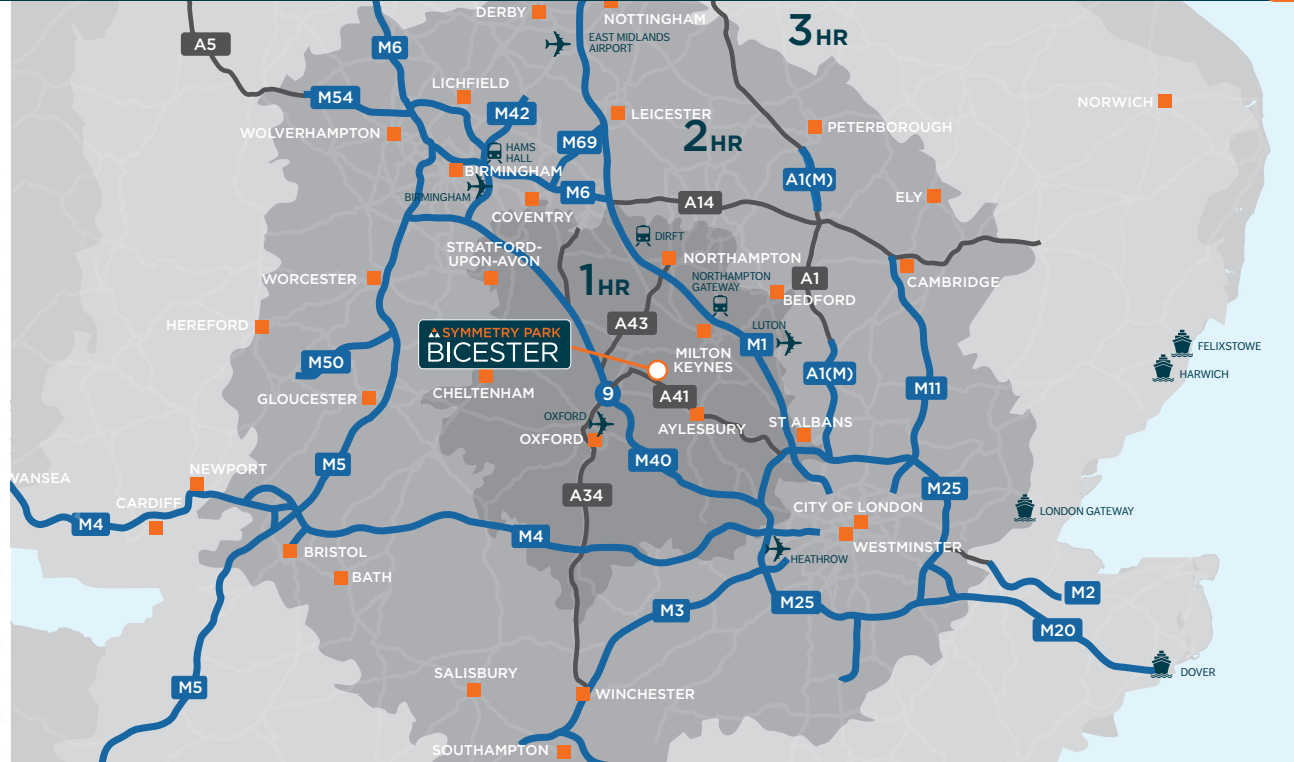 DERBY
NOTTINGHAM
3HR
A5
M6
EAST MIDLANDS
AIRPORT
LICHFIELD
M54
M42
LEICESTER
NORWICH
WOLVERHAMPTON
M69
2HR
PETERBOROUGH
HAMS
HALL
BIRMINGHAM
A1(M)
BIRMINGHAM
M6
A14
ELY
COVENTRY
DIRFT
STRATFORD-
UPON-AVON
NORTHAMPTON
1HR
NORTHAMPTON
GATEWAY
A1
CAMBRIDGE
WORCESTER
BEDFORD
HEREFORD
A43
LUTON
SYMMETRY PARK
BICESTER
M1
FELIXSTOWE
M50
MILTON
KEYNES
A1(M)
HARWICH
CHELTENHAM
9
A41
M11
GLOUCESTER
OXFORD
AYLESBURY
ST ALBANS
OXFORD
M5
M40
NEWPORT
WANSEA
M25
CARDIFF
A34
CITY OF LONDON
LONDON GATEWAY
M4
M4
WESTMINSTER
BRISTOL
HEATHROW
BATH
M2
M3
M25
M20
SALISBURY
DOVER
M5
WINCHESTER
SOUTHAMPTON